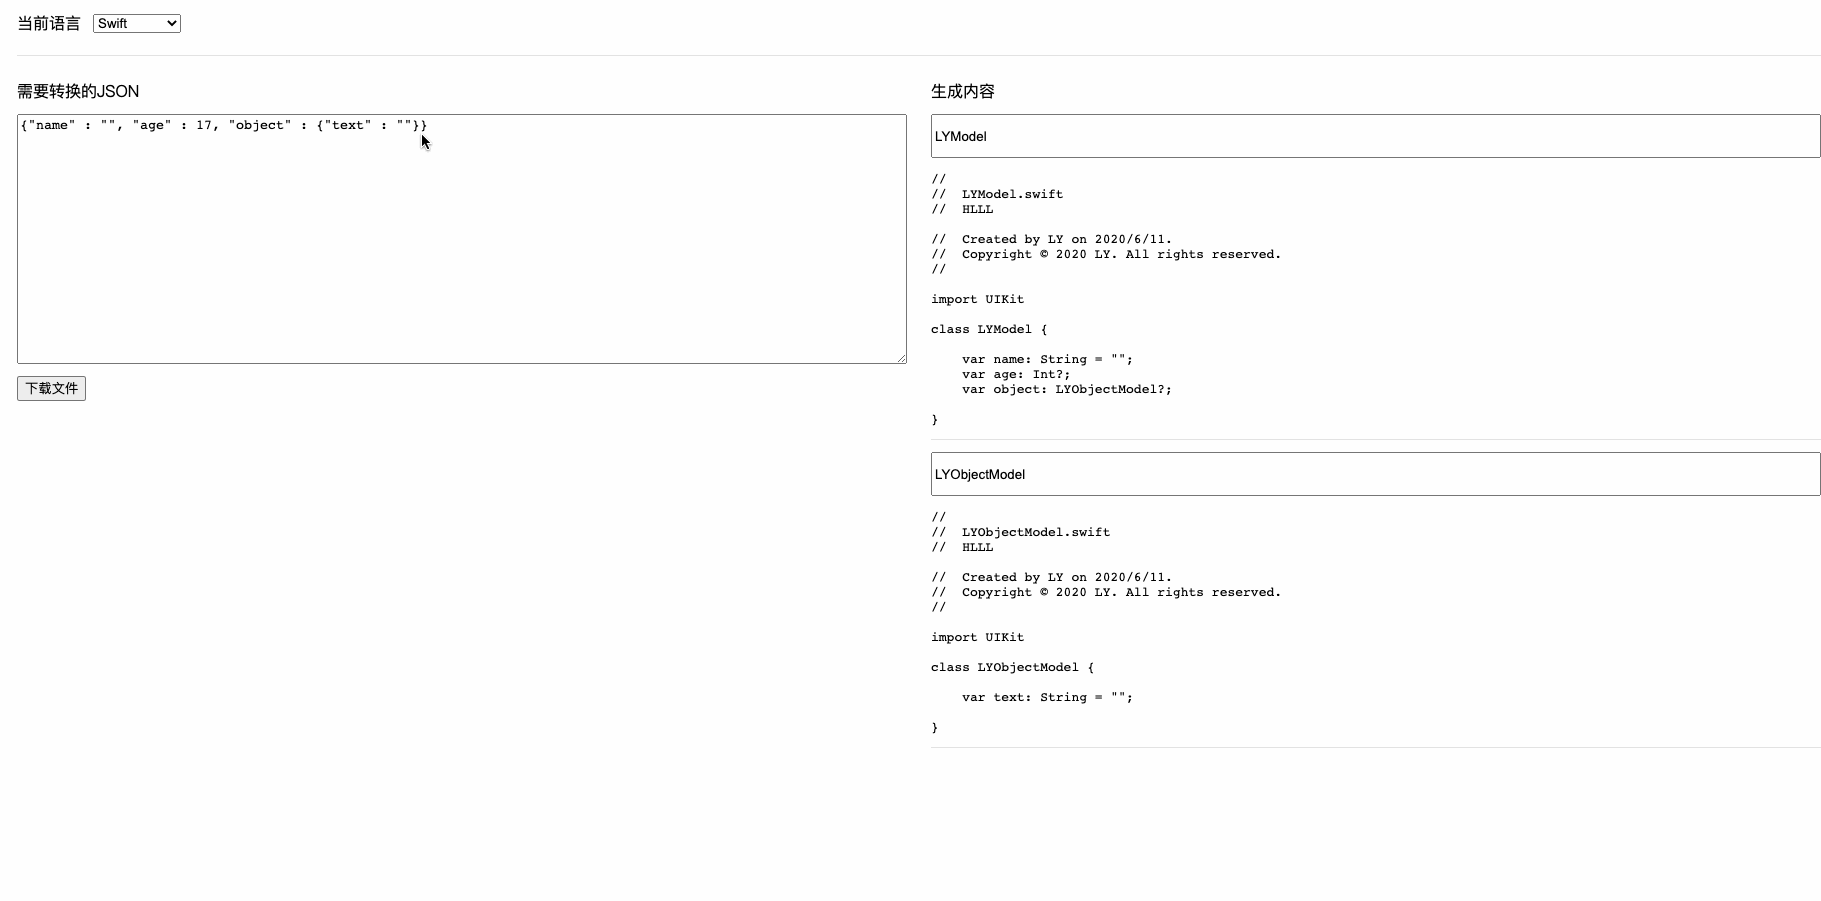 当前语言 Swift
需要转换的JSON
{"name" : "", "age" : 17, "object" : {"text" : ""}}
下载文件
生成内容
LYModel
//
//  LYModel.swift
//  HLLL
//  Created by LY on 2020/6/11.
//  Copyright © 2020 LY. All rights reserved.
//
import UIKit
class LYModel {
    var name: String = "";
    var age: Int?;
    var object: LYObjectModel?;
}
LYObjectModel
//
//  LYObjectModel.swift
//  HLLL
//  Created by LY on 2020/6/11.
//  Copyright © 2020 LY. All rights reserved.
//
import UIKit
class LYObjectModel {
    var text: String = "";
}